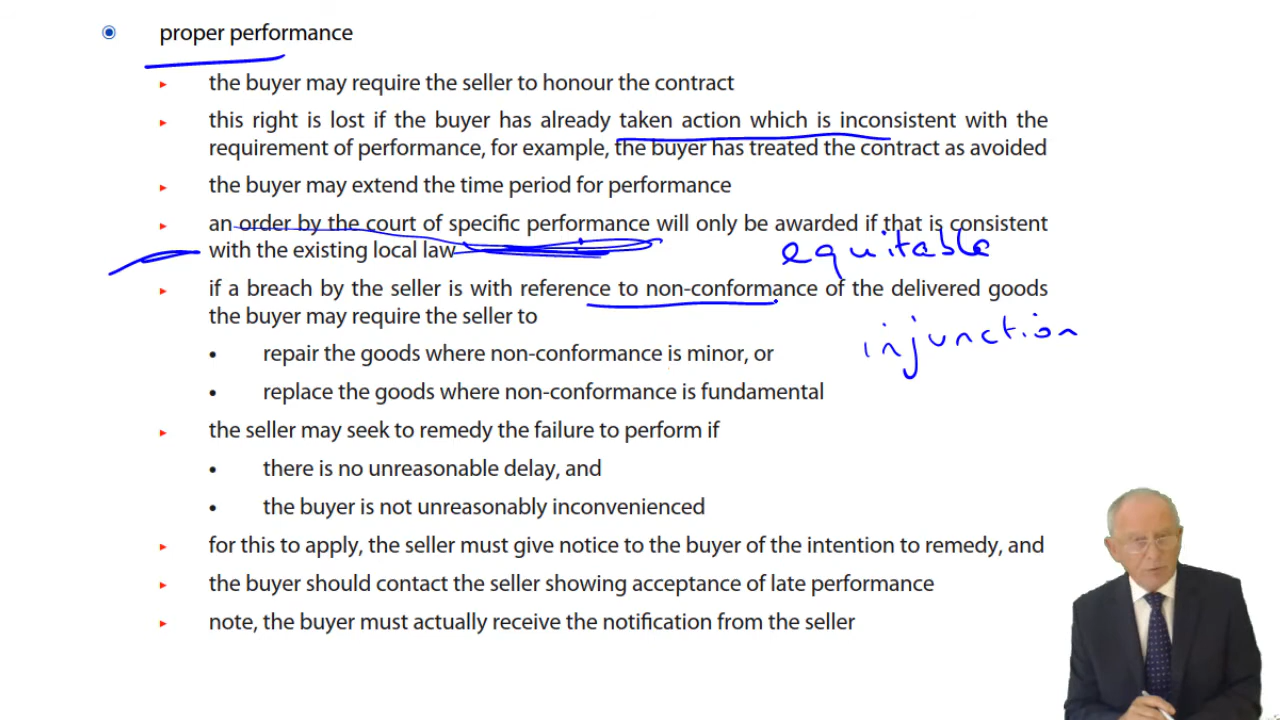 proper performance
the buyer may require the seller to honour the contract
this right is lost if the buyer has already taken action which is inconsistent with the
requirement of performance, for example, the buyer has treated the contract as avoided
the buyer may extend the time period for performance
an order by the court of specific performance will only be awarded if that is consistent
with the existing local law
equitable
if a breach by the seller is with reference to non-conformance of the delivered goods
the buyer may require the seller to
injunction
repair the goods where non-conformance is minor, or
replace the goods where non-conformance is fundamental
the seller may seek to remedy the failure to perform if
there is no unreasonable delay, and
the buyer is not unreasonably inconvenienced
for this to apply, the seller must give notice to the buyer of the intention to remedy, and
the buyer should contact the seller showing acceptance of late performance
note, the buyer must actually receive the notification from the seller